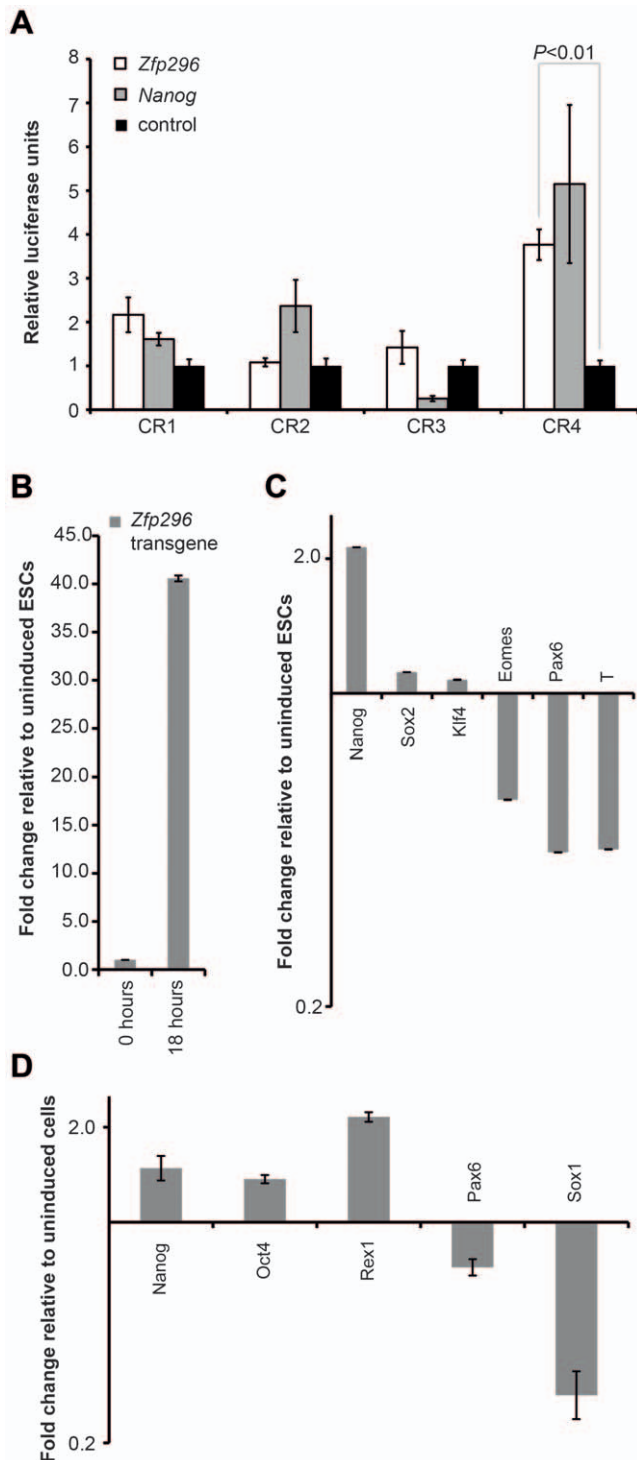 A
Relative luciferase units
8
7
6
5
4
3
2
1
0
Zfp296
Nanog
control
P<0.01
CR1
CR2
CR3
CR4
B
Fold change relative to uninduced ESCs
Zfp296
transgene
45.0
40.0
35.0
30.0
25.0
20.0
15.0
10.0
5.0
0.0
0 hours
18 hours
C
Fold change relative to uninduced ESCs
2.0
0.2
Nanog
Sox2
Klf4
Eomes
Pax6
T
D
Fold change relative to uninduced cells
2.0
0.2
Nanog
Oct4
Rex1
Pax6
Sox1